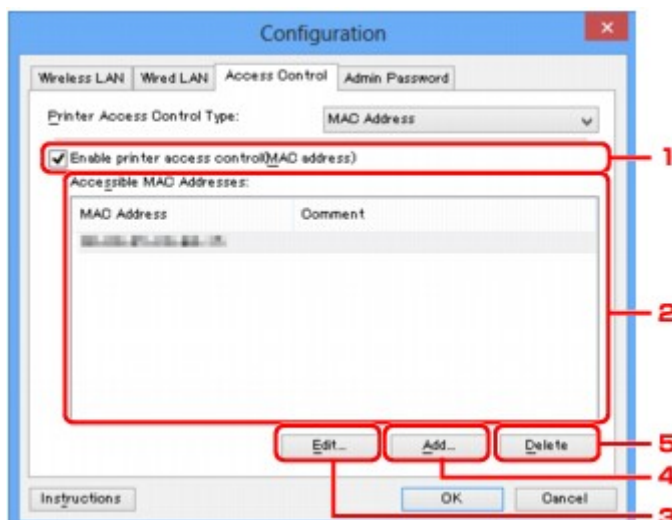 Configuration
Wireless LAN Wired LAN Access Control Admin Password
Printer Access Control Type: MAC Address
Enable printer access control(MAC address) 1
Accessible MAC Addresses:
MAC Address Comment
2
Edit... Add... Delete 5
4
Instructions OK Cancel
3